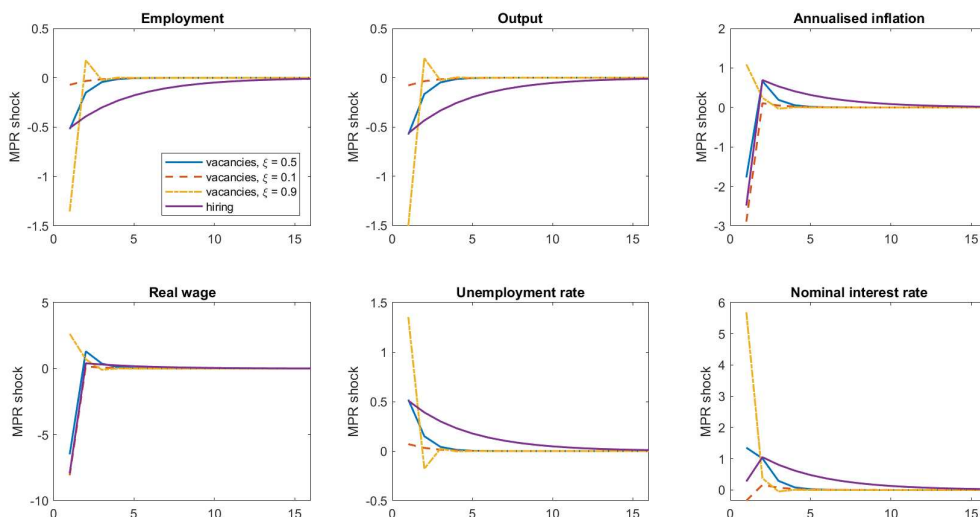 Employment
MPR shock
0.5
0
-0.5
-1
-1.5
0 5 10 15
vacancies, ξ = 0.5
vacancies, ξ = 0.1
vacancies, ξ = 0.9
hiring
Output
MPR shock
0.5
0
-0.5
-1
-1.5
0 5 10 15
Annualised inflation
MPR shock
2
1
0
-1
-2
-3
0 5 10 15
Real wage
MPR shock
5
0
-5
-10
0 5 10 15
Unemployment rate
MPR shock
1.5
1
0.5
0
-0.5
0 5 10 15
Nominal interest rate
MPR shock
6
5
4
3
2
1
0
0 5 10 15